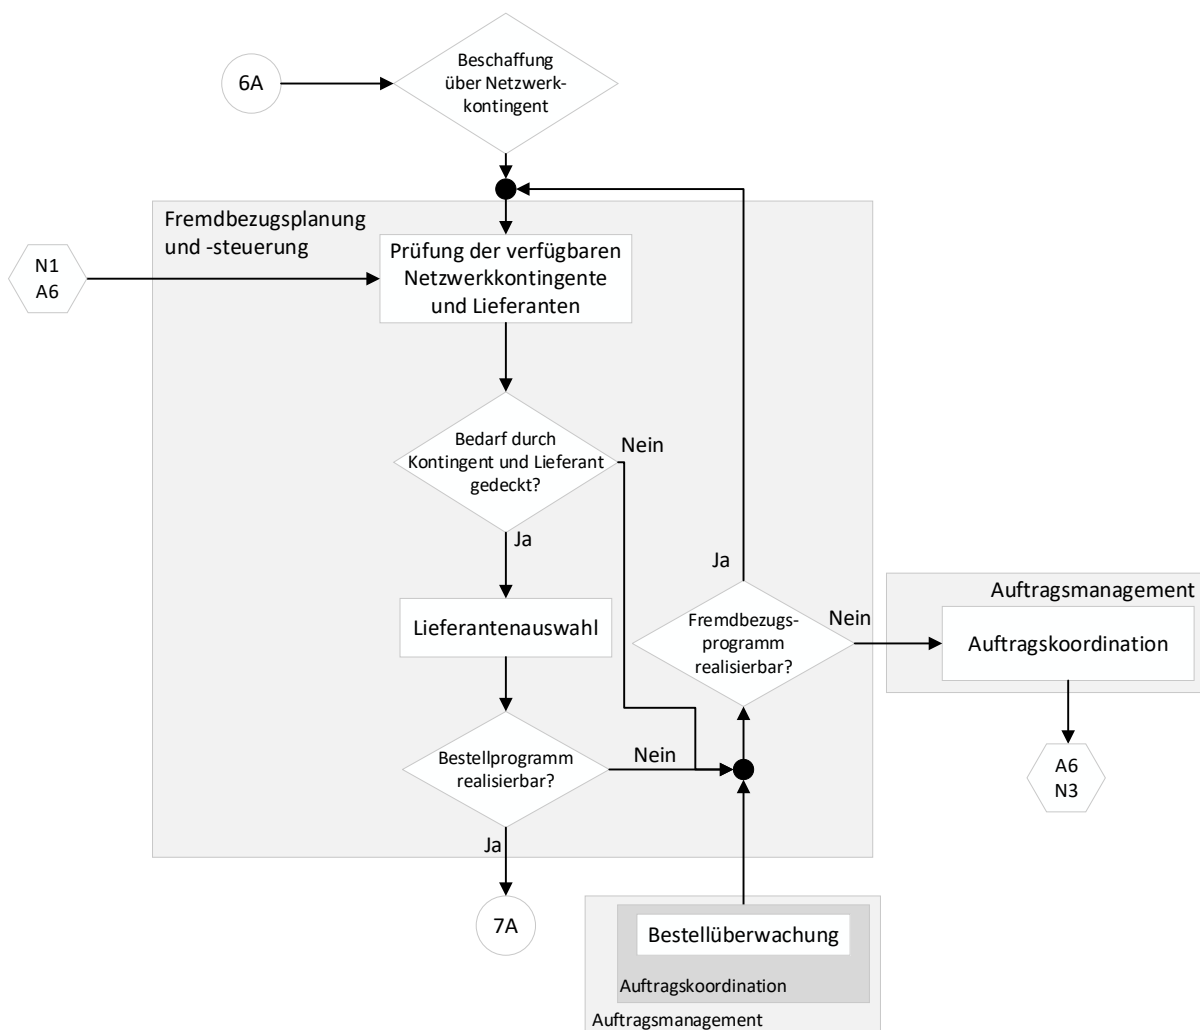 Beschaffung
über Netzwerk-
kontingent
6A
Fremdbezugsplanung
und -steuerung
Prüfung der verfügbaren
Netzwerkkontingente
und Lieferanten
N1
A6
Bedarf durch
Kontingent und Lieferant
gedeckt?
Nein
Ja
Ja
Lieferantenauswahl
Fremdbezugs-
programm
realisierbar?
Nein
Auftragsmanagement
Auftragskoordination
Bestellprogramm
realisierbar?
Nein
Ja
A6
N3
7A
Bestellüberwachung
Auftragskoordination
Auftragsmanagement